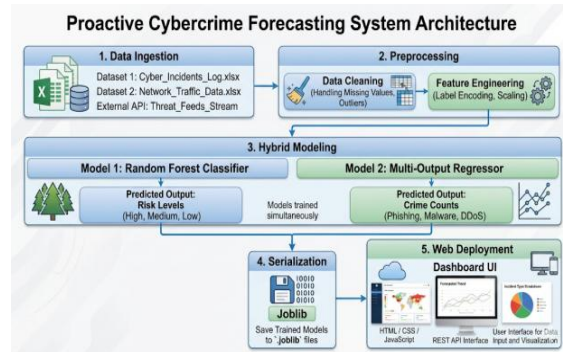 Proactive Cybercrime Forecasting System Architecture
1. Data Ingestion
Dataset 1: Cyber_Incidents_Log.xlsx
Dataset 2: Network_Traffic_Data.xlsx
External API: Threat_Feeds_Stream
2. Preprocessing
Data Cleaning
(Handling Missing Values,
Outliers)
Feature Engineering
(Label Encoding, Scaling)
3. Hybrid Modeling
Model 1: Random Forest Classifier
Model 2: Multi-Output Regressor
Predicted Output:
Risk Levels
(High, Medium, Low)
Models trained
simultaneously
Predicted Output:
Crime Counts
(Phishing, Malware, DDoS)
4. Serialization
10010
01010
01010
01010
Joblib
Save Trained Models
to '.joblib' files
5. Web Deployment
Dashboard UI
HTML / CSS /
JavaScript
REST API Interface
User Interface for Data
Input and Visualization